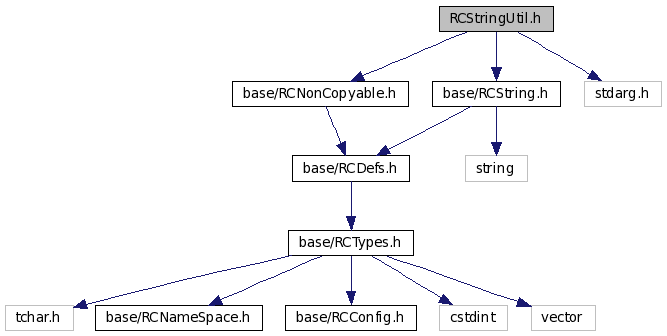 RCStringUtil.h
base/RCNonCopyable.h
base/RCString.h
stdarg.h
base/RCDefs.h
string
base/RCTypes.h
tchar.h
base/RCNameSpace.h
base/RCConfig.h
cstdint
vector